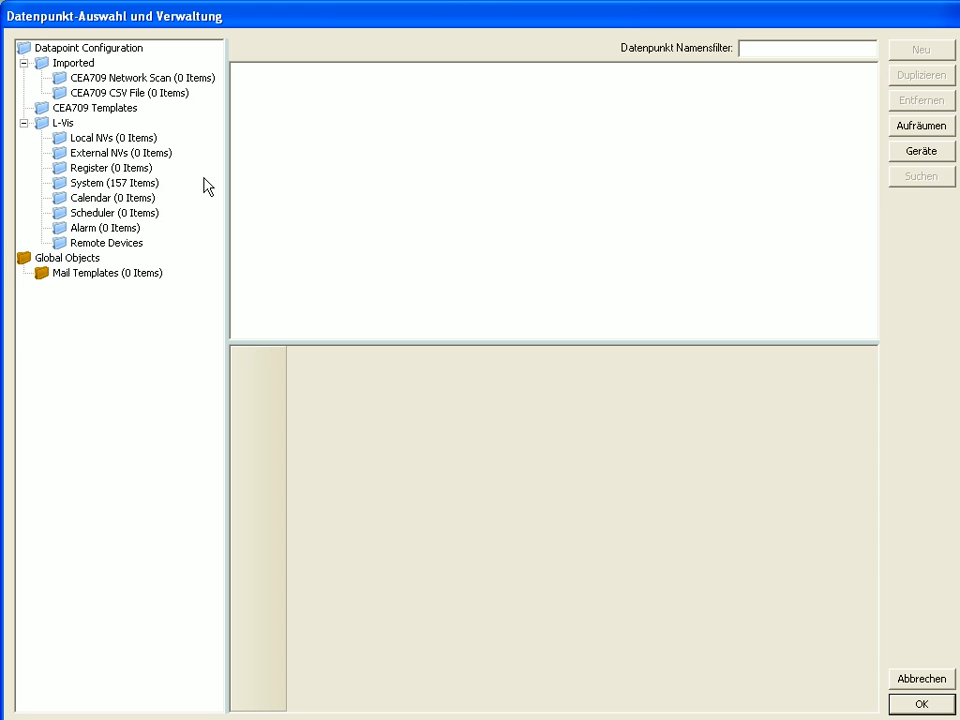 Datenpunkt-Auswahl und Verwaltung
Datapoint Configuration
Imported
CEA709 Network Scan (0 Items)
CEA709 CSV File (0 Items)
CEA709 Templates
L-Vis
Local NVs (0 Items)
External NVs (0 Items)
Register (0 Items)
System (157 Items)
Calendar (0 Items)
Scheduler (0 Items)
Alarm (0 Items)
Remote Devices
Global Objects
Mail Templates (0 Items)
Datenpunkt Namensfilter:
Neu
Duplizieren
Entfernen
Aufräumen
Geräte
Suchen
Abbrechen
OK